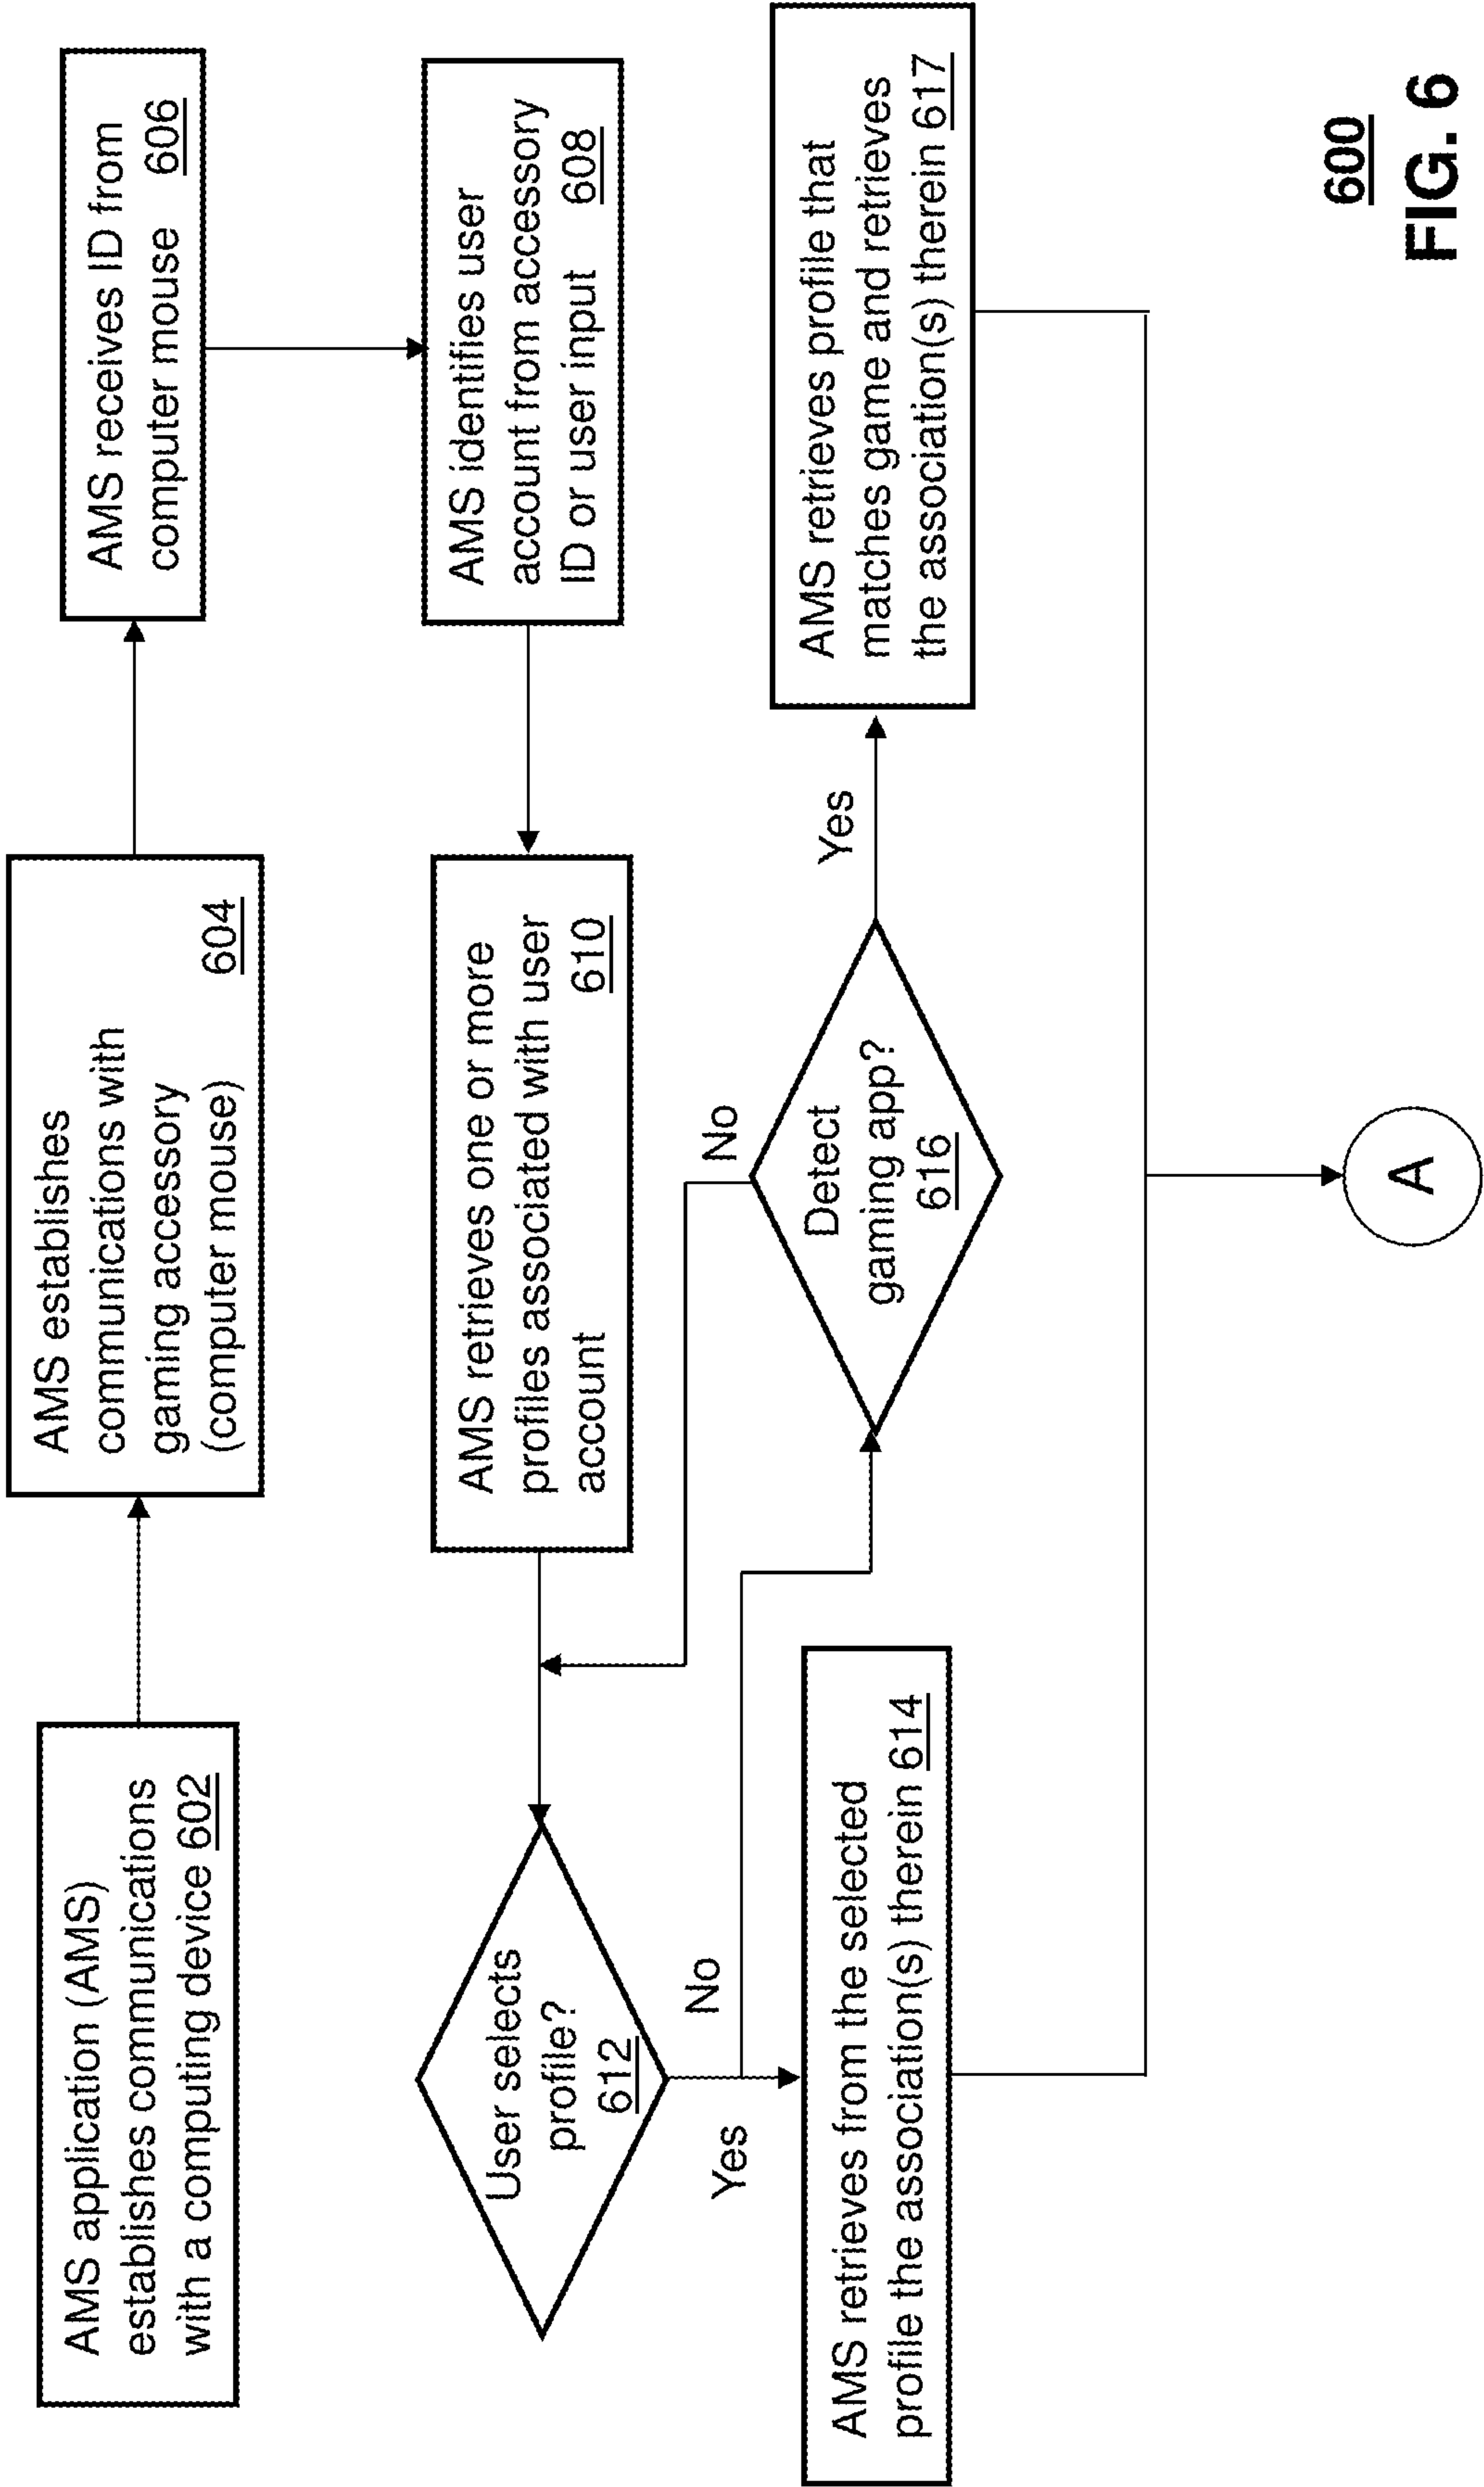 AMS application (AMS)
establishes communications
with a computing device 602
AMS establishes
communications with
gaming accessory
(computer mouse) 604
AMS receives ID from
computer mouse 606
AMS identifies user
account from accessory
ID or user input 608
AMS retrieves one or more
profiles associated with user
account 610
User selects
profile?
612
No
Yes
AMS retrieves from the selected
profile the association(s) therein 614
Detect
gaming app?
616
No
Yes
AMS retrieves profile that
matches game and retrieves
the association(s) therein 617
A
600
FIG. 6